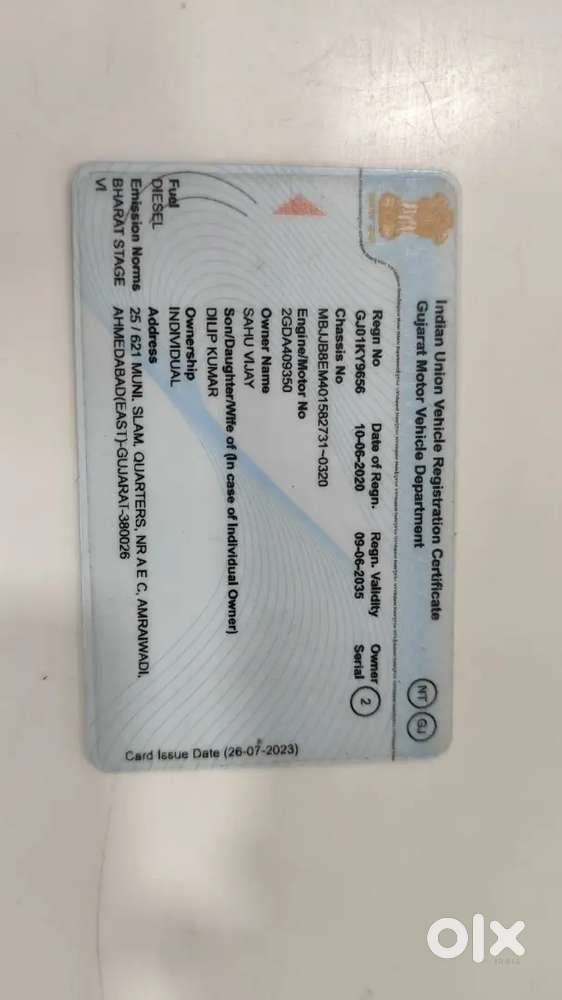 Indian Union Vehicle Registration Certificate
Gujarat Motor Vehicle Department
NT GJ
Regn No Date of Regn. Regn. Validity Owner
GJ01KY9656 10-06-2020 09-06-2035 Serial 2
Chassis No
MBJJB8EM401582731-0320
Engine/Motor No
2GDA409350
Owner Name
SAHU VIJAY
Son/Daughter/Wife of (In case of Individual Owner)
DILIP KUMAR
Ownership
INDIVIDUAL
Fuel
DIESEL
Emission Norms
BHARAT STAGE
VI
Address
25 / 621 MUNI. SLAM. QUARTERS, NR A E C, AMRAIWADI,
AHMEDABAD(EAST)-GUJARAT-380026
Card Issue Date (26-07-2023)
olx
INDIA